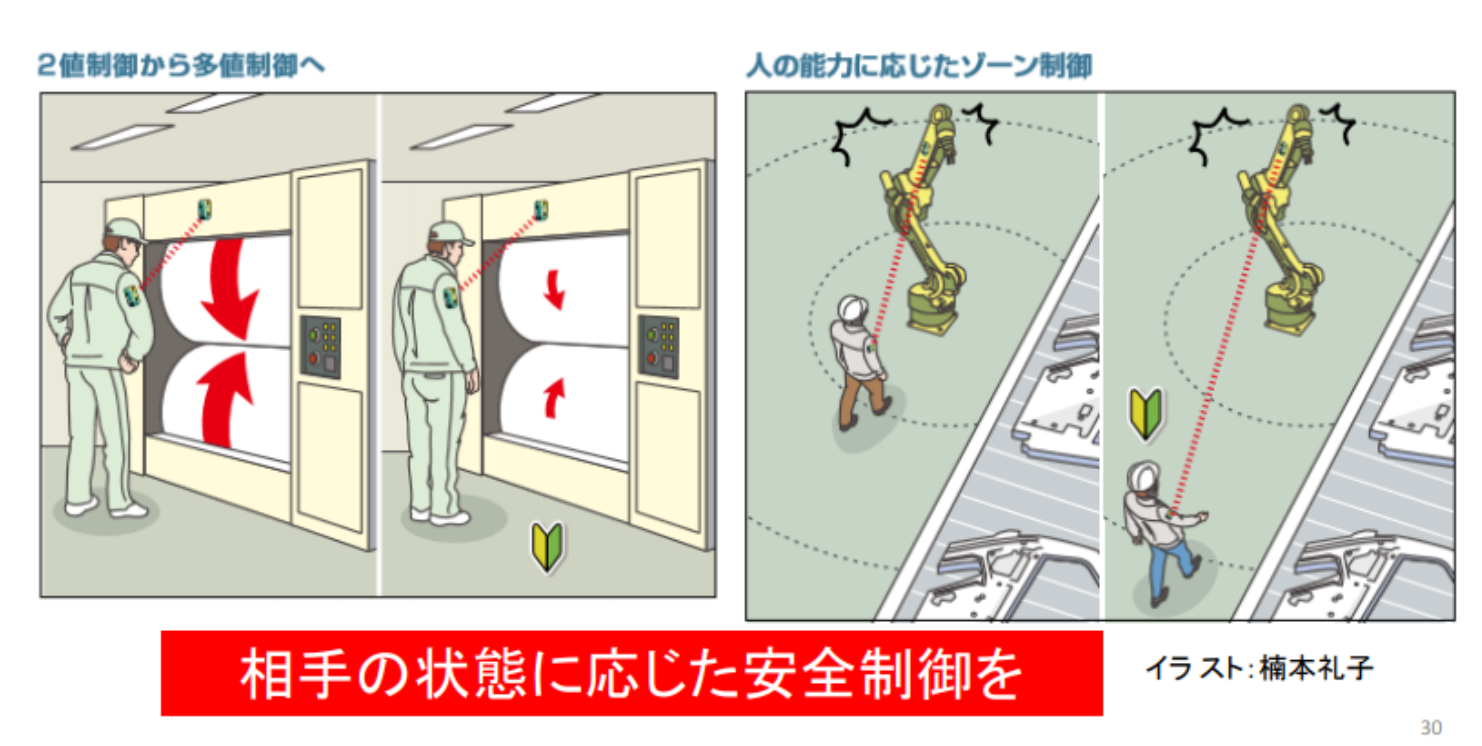 2値制御から多値制御へ
人の能力に応じたゾーン制御
相手の状態に応じた安全制御を
イラスト：楠本礼子
30